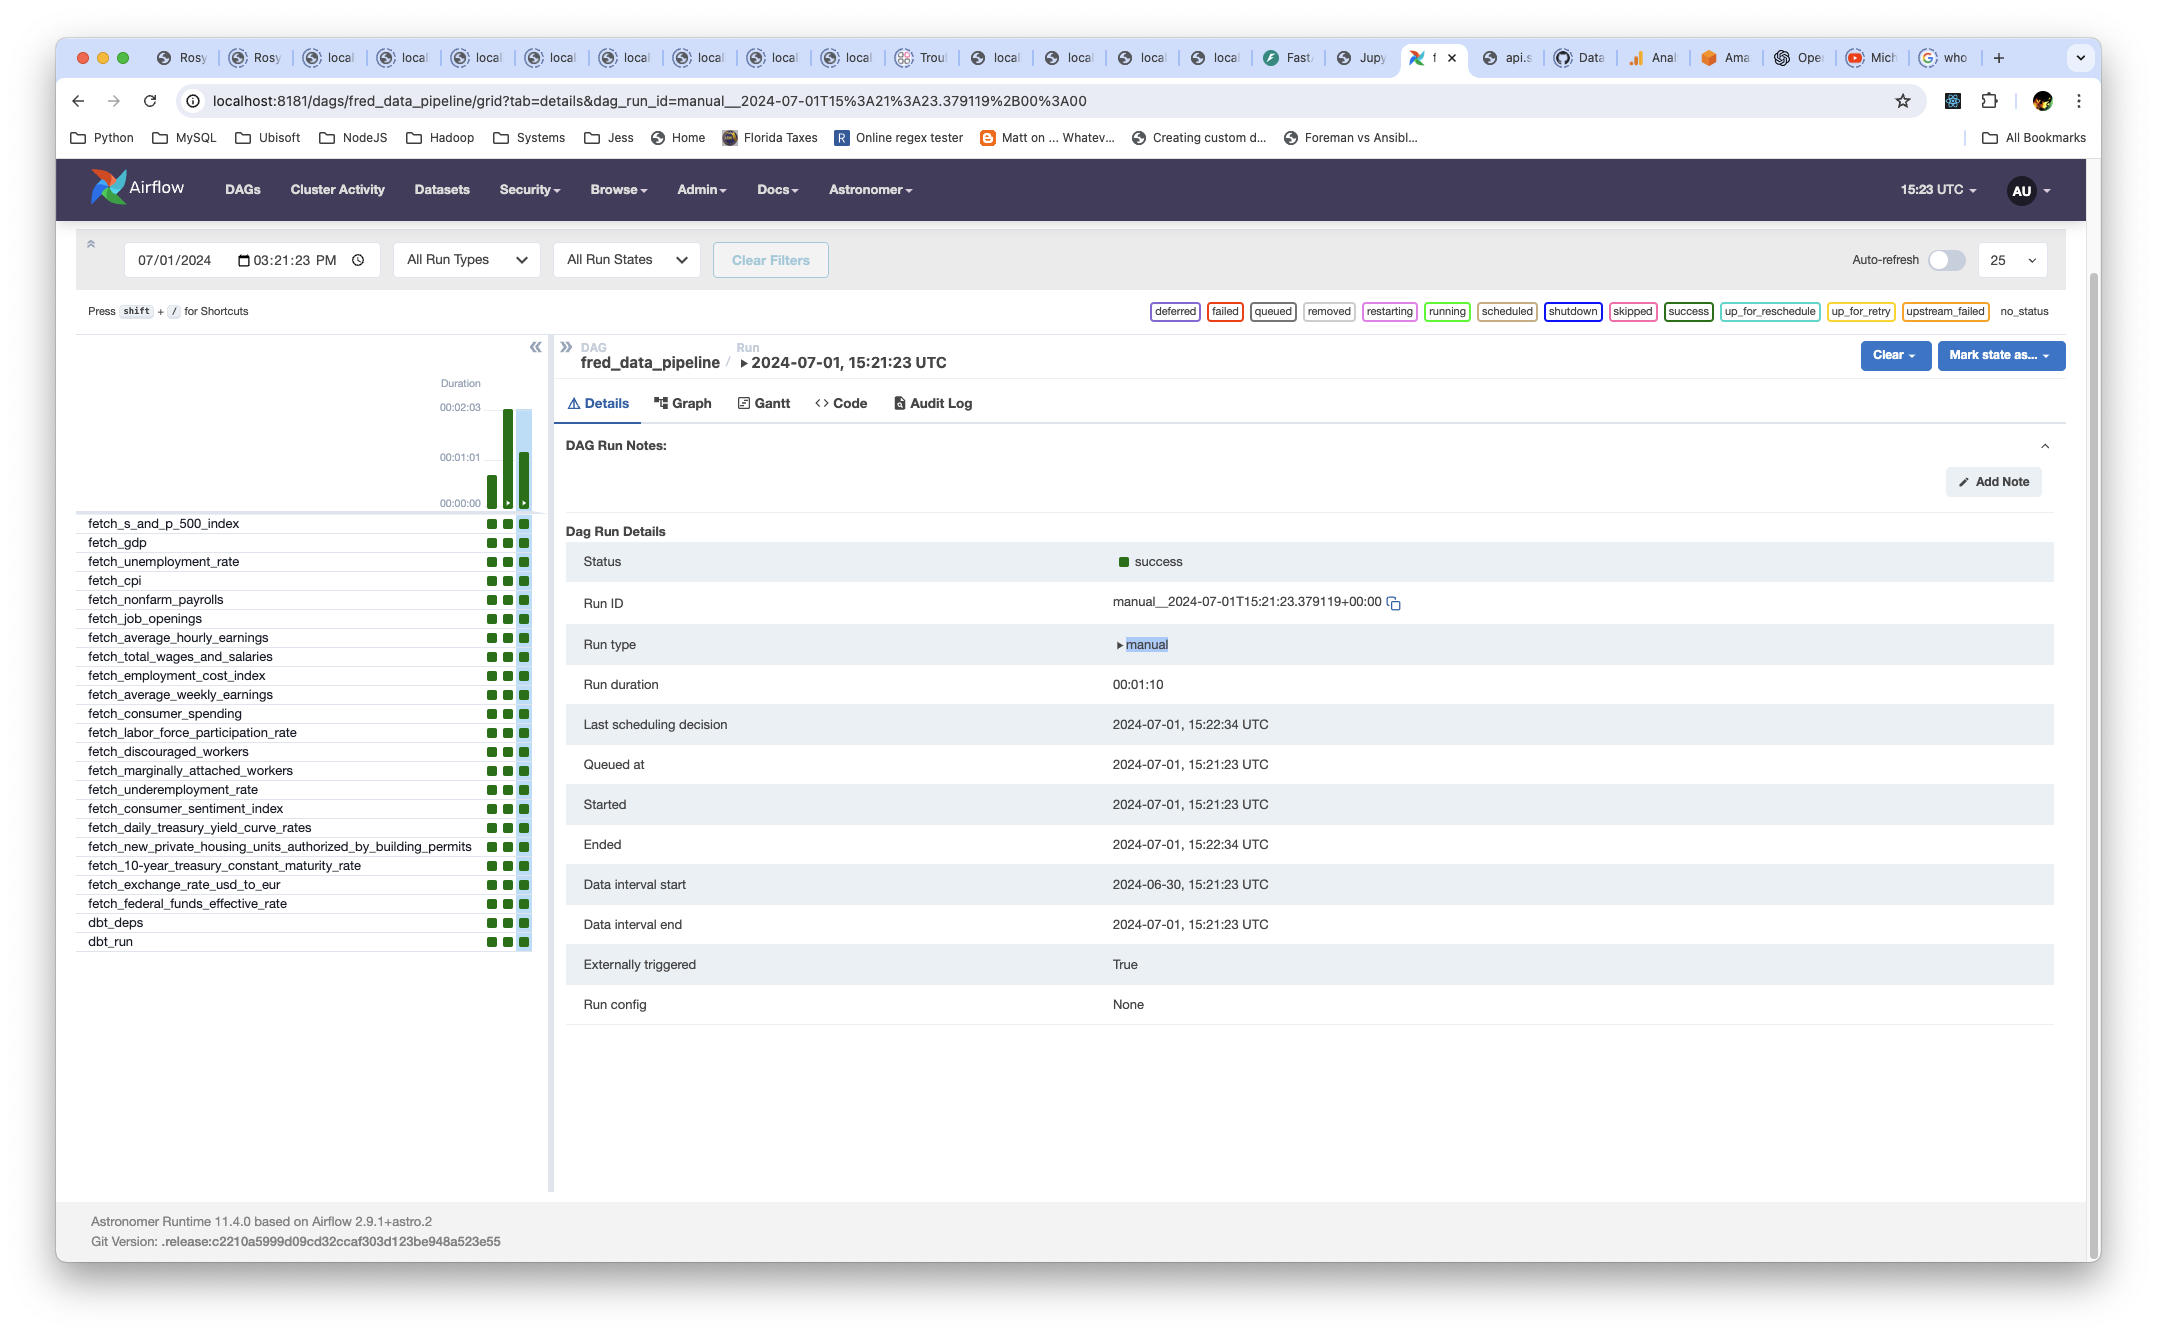 Rosy Rosy local local local local local local local local Trou local local local local Fast Jupy f api.s Data Anal Ama Ope Mich who
localhost:8181/dags/fred_data_pipeline/grid?tab=details&dag_run_id=manual__2024-07-01T15%3A21%3A23.379119%2B00%3A00
Python MySQL Ubisoft NodeJS Hadoop Systems Jess Home Florida Taxes R Online regex tester Matt on ... Whatev... Creating custom d... Foreman vs Ansibl... All Bookmarks
Airflow DAGs Cluster Activity Datasets Security Browse Admin Docs Astronomer 15:23 UTC AU
07/01/2024 03:21:23 PM All Run Types All Run States Clear Filters Auto-refresh 25
Press shift + / for Shortcuts deferred failed queued removed restarting running scheduled shutdown skipped success up_for_reschedule up_for_retry upstream_failed no_status
DAG Run
fred_data_pipeline / 2024-07-01, 15:21:23 UTC Clear Mark state as...
Duration
00:02:03
00:01:01
00:00:00
fetch_s_and_p_500_index
fetch_gdp
fetch_unemployment_rate
fetch_cpi
fetch_nonfarm_payrolls
fetch_job_openings
fetch_average_hourly_earnings
fetch_total_wages_and_salaries
fetch_employment_cost_index
fetch_average_weekly_earnings
fetch_consumer_spending
fetch_labor_force_participation_rate
fetch_discouraged_workers
fetch_marginally_attached_workers
fetch_underemployment_rate
fetch_consumer_sentiment_index
fetch_daily_treasury_yield_curve_rates
fetch_new_private_housing_units_authorized_by_building_permits
fetch_10-year_treasury_constant_maturity_rate
fetch_exchange_rate_usd_to_eur
fetch_federal_funds_effective_rate
dbt_deps
dbt_run
Details Graph Gantt Code Audit Log
DAG Run Notes:
Add Note
Dag Run Details
Status success
Run ID manual__2024-07-01T15:21:23.379119+00:00
Run type manual
Run duration 00:01:10
Last scheduling decision 2024-07-01, 15:22:34 UTC
Queued at 2024-07-01, 15:21:23 UTC
Started 2024-07-01, 15:21:23 UTC
Ended 2024-07-01, 15:22:34 UTC
Data interval start 2024-06-30, 15:21:23 UTC
Data interval end 2024-07-01, 15:21:23 UTC
Externally triggered True
Run config None
Astronomer Runtime 11.4.0 based on Airflow 2.9.1+astro.2
Git Version: .release:c2210a5999d09cd32ccaf303d123be948a523e55